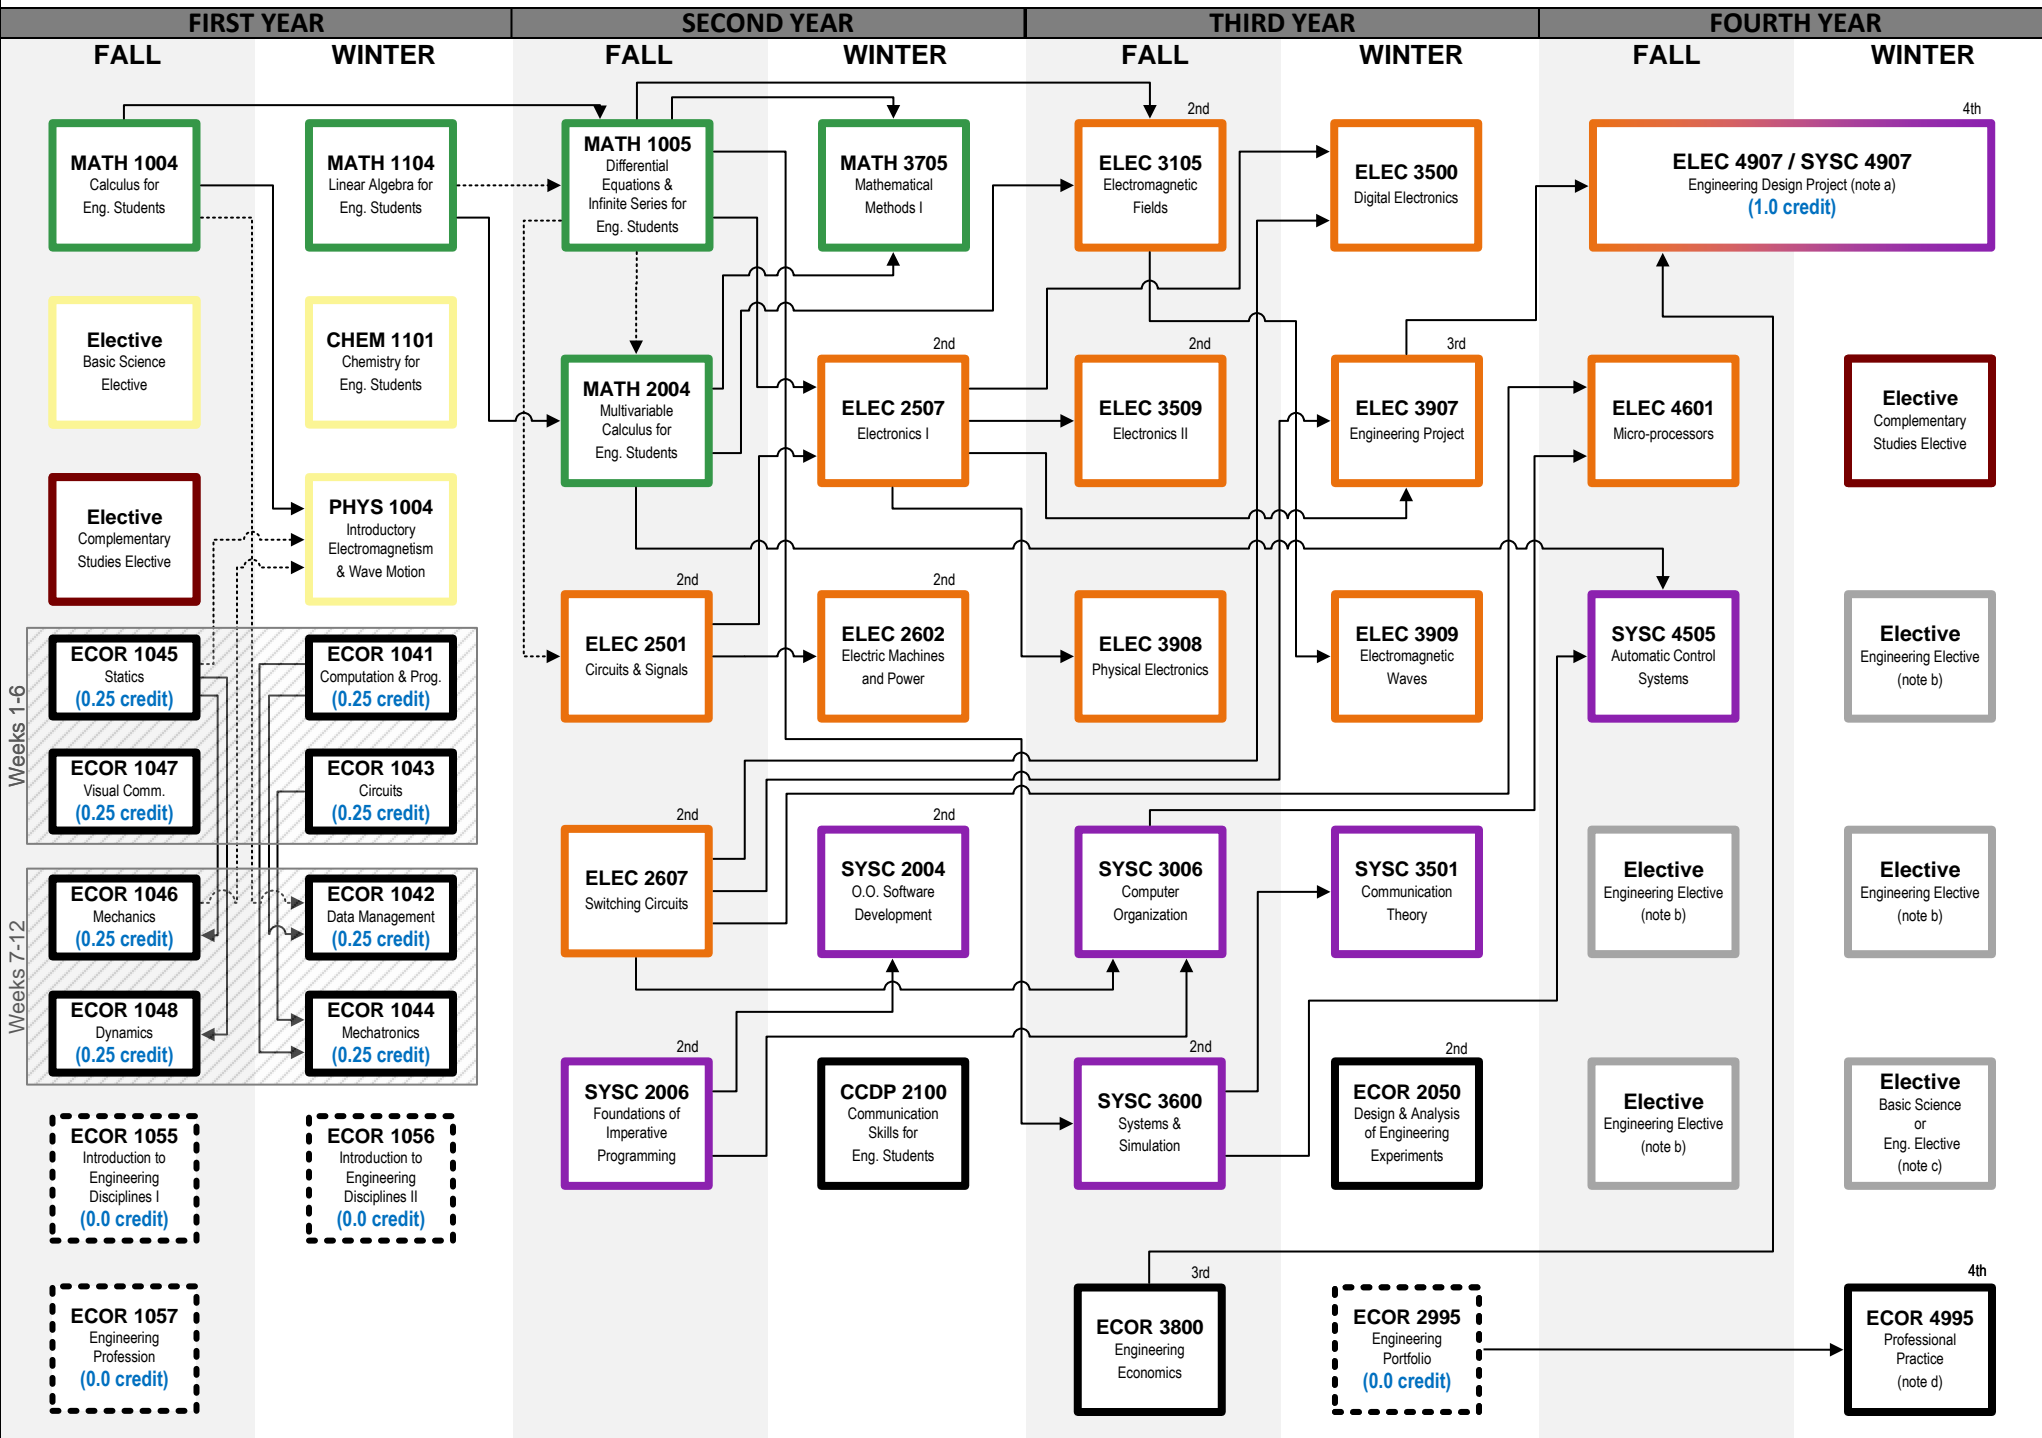 FIRST YEAR
SECOND YEAR
THIRD YEAR
FOURTH YEAR
FALL
WINTER
FALL
WINTER
FALL
WINTER
FALL
WINTER
MATH 1004
Calculus for
Eng. Students
Elective
Basic Science
Elective
Elective
Complementary
Studies Elective
Weeks 1-6
ECOR 1045
Statics
(0.25 credit)
ECOR 1047
Visual Comm.
(0.25 credit)
Weeks 7-12
ECOR 1046
Mechanics
(0.25 credit)
ECOR 1048
Dynamics
(0.25 credit)
ECOR 1055
Introduction to
Engineering
Disciplines I
(0.0 credit)
ECOR 1057
Engineering
Profession
(0.0 credit)
MATH 1104
Linear Algebra for
Eng. Students
CHEM 1101
Chemistry for
Eng. Students
PHYS 1004
Introductory
Electromagnetism
& Wave Motion
ECOR 1041
Computation & Prog.
(0.25 credit)
ECOR 1043
Circuits
(0.25 credit)
ECOR 1042
Data Management
(0.25 credit)
ECOR 1044
Mechatronics
(0.25 credit)
ECOR 1056
Introduction to
Engineering
Disciplines II
(0.0 credit)
MATH 1005
Differential
Equations &
Infinite Series for
Eng. Students
MATH 2004
Multivariable
Calculus for
Eng. Students
2nd
ELEC 2501
Circuits & Signals
2nd
ELEC 2607
Switching Circuits
2nd
SYSC 2006
Foundations of
Imperative
Programming
MATH 3705
Mathematical
Methods I
2nd
ELEC 2507
Electronics I
2nd
ELEC 2602
Electric Machines
and Power
2nd
SYSC 2004
O.O. Software
Development
CCDP 2100
Communication
Skills for
Eng. Students
2nd
ELEC 3105
Electromagnetic
Fields
2nd
ELEC 3509
Electronics II
ELEC 3908
Physical Electronics
SYSC 3006
Computer
Organization
2nd
SYSC 3600
Systems &
Simulation
3rd
ECOR 3800
Engineering
Economics
ELEC 3500
Digital Electronics
3rd
ELEC 3907
Engineering Project
ELEC 3909
Electromagnetic
Waves
SYSC 3501
Communication
Theory
2nd
ECOR 2050
Design & Analysis
of Engineering
Experiments
ECOR 2995
Engineering
Portfolio
(0.0 credit)
4th
ELEC 4907 / SYSC 4907
Engineering Design Project (note a)
(1.0 credit)
ELEC 4601
Micro-processors
SYSC 4505
Automatic Control
Systems
Elective
Engineering Elective
(note b)
Elective
Engineering Elective
(note b)
Elective
Complementary
Studies Elective
Elective
Engineering Elective
(note b)
Elective
Engineering Elective
(note b)
Elective
Basic Science
or
Eng. Elective
(note c)
4th
ECOR 4995
Professional
Practice
(note d)